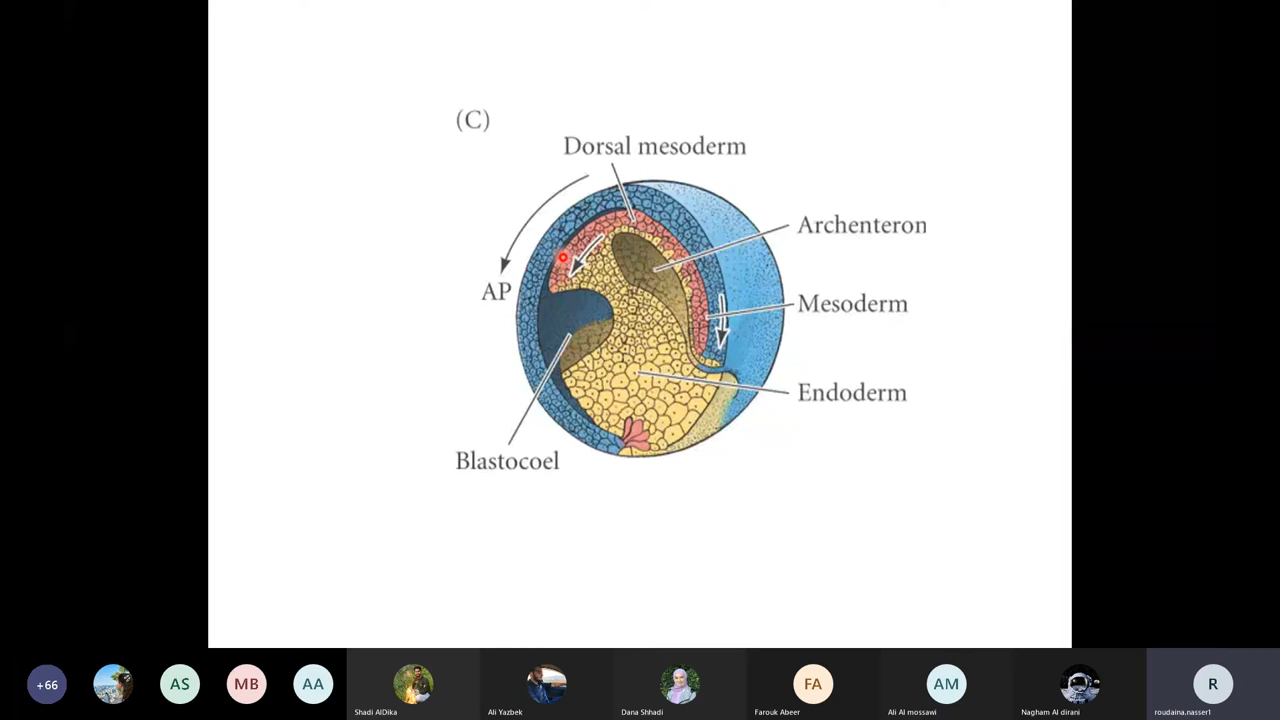 (C)
Dorsal mesoderm
Archenteron
AP
Mesoderm
Endoderm
Blastocoel
+66
AS
MB
AA
FA
AM
R
Shadi AlDika
Ali Yazbek
Dana Shhadi
Farouk Abeer
Ali Al mossawi
Nagham Al dirani
roudaina.nasser1